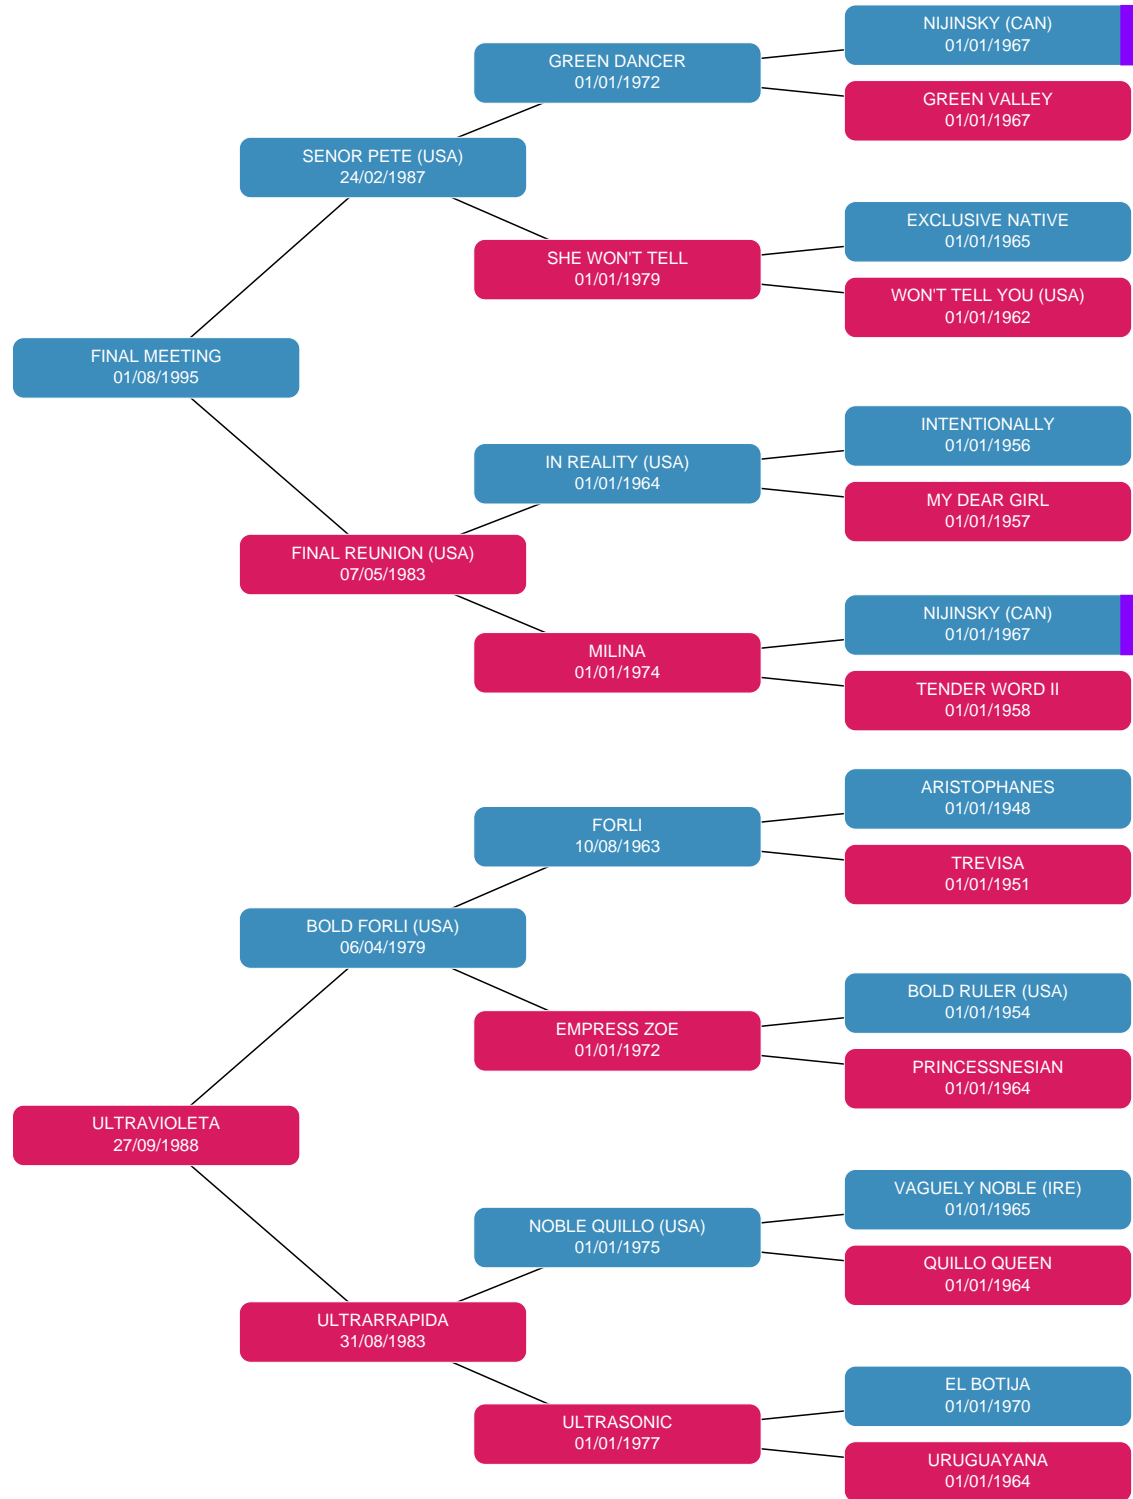 NIJINSKY (CAN)
01/01/1967
GREEN DANCER
01/01/1972
GREEN VALLEY
01/01/1967
SENOR PETE (USA)
24/02/1987
EXCLUSIVE NATIVE
01/01/1965
SHE WON'T TELL
01/01/1979
WON'T TELL YOU (USA)
01/01/1962
FINAL MEETING
01/08/1995
INTENTIONALLY
01/01/1956
IN REALITY (USA)
01/01/1964
MY DEAR GIRL
01/01/1957
FINAL REUNION (USA)
07/05/1983
NIJINSKY (CAN)
01/01/1967
MILINA
01/01/1974
TENDER WORD II
01/01/1958
ARISTOPHANES
01/01/1948
FORLI
10/08/1963
TREVISA
01/01/1951
BOLD FORLI (USA)
06/04/1979
BOLD RULER (USA)
01/01/1954
EMPRESS ZOE
01/01/1972
PRINCESSNESIAN
01/01/1964
ULTRAVIOLETA
27/09/1988
VAGUELY NOBLE (IRE)
01/01/1965
NOBLE QUILLO (USA)
01/01/1975
QUILLO QUEEN
01/01/1964
ULTRARRAPIDA
31/08/1983
EL BOTIJA
01/01/1970
ULTRASONIC
01/01/1977
URUGUAYANA
01/01/1964